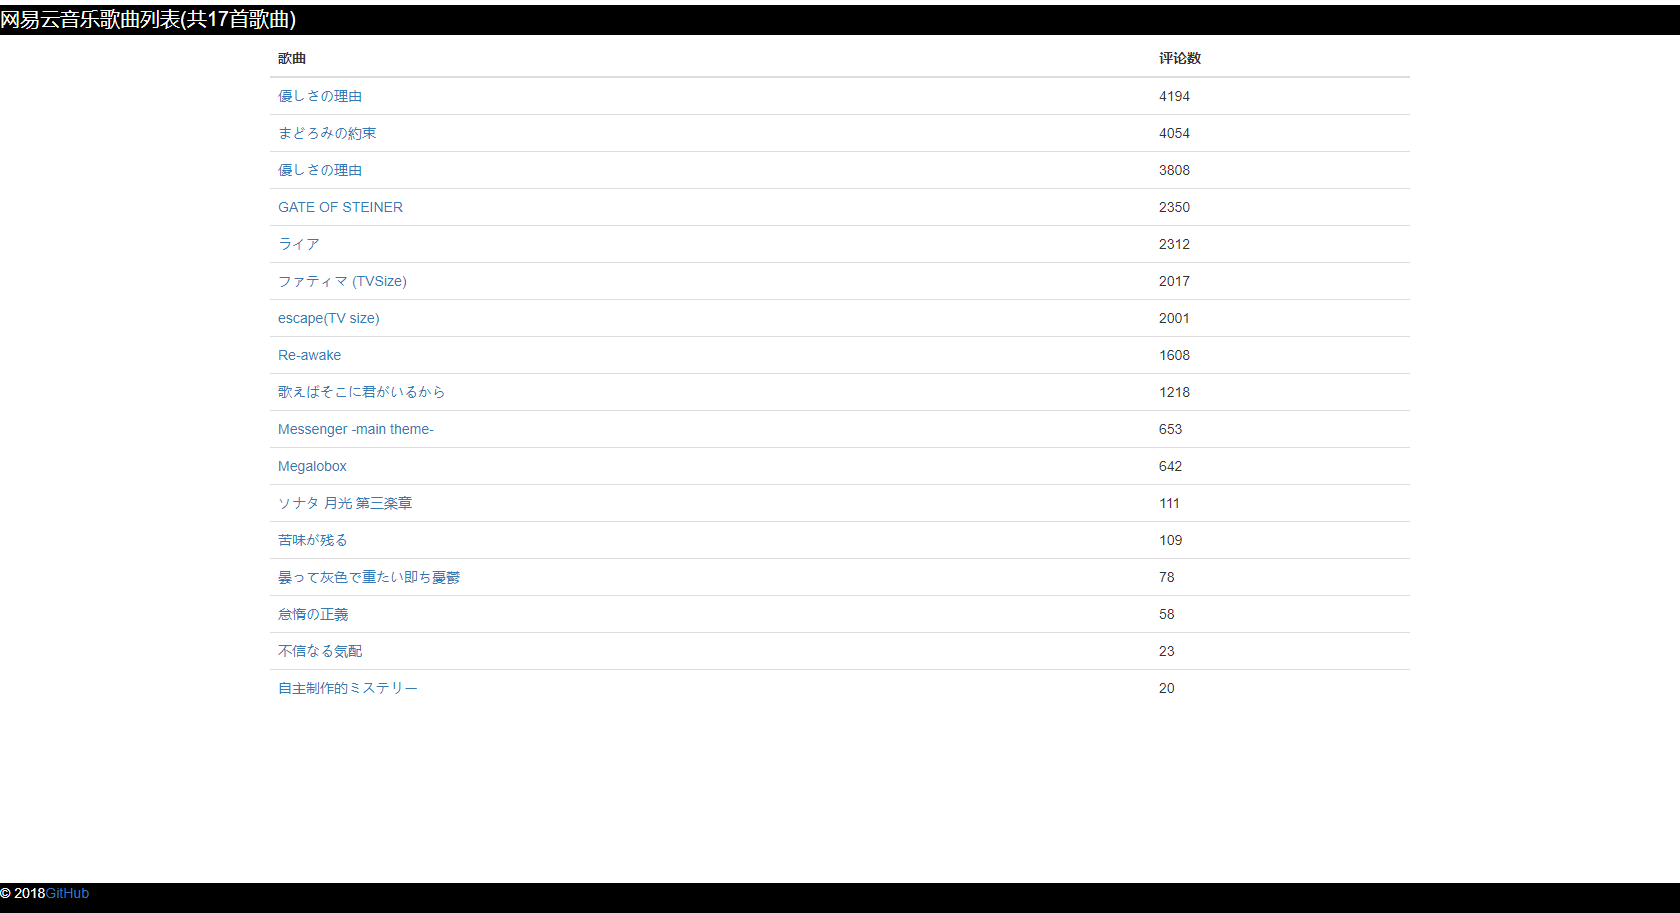 网易云音乐歌曲列表(共17首歌曲)
歌曲 评论数
優しさの理由 4194
まどろみの約束 4054
優しさの理由 3808
GATE OF STEINER 2350
ライア 2312
ファティマ (TVSize) 2017
escape(TV size) 2001
Re-awake 1608
歌えばそこに君がいるから 1218
Messenger -main theme- 653
Megalobox 642
ソナタ 月光 第三楽章 111
苦味が残る 109
曇って灰色で重たい即ち憂鬱 78
怠惰の正義 58
不信なる気配 23
自主制作的ミステリー 20
© 2018GitHub